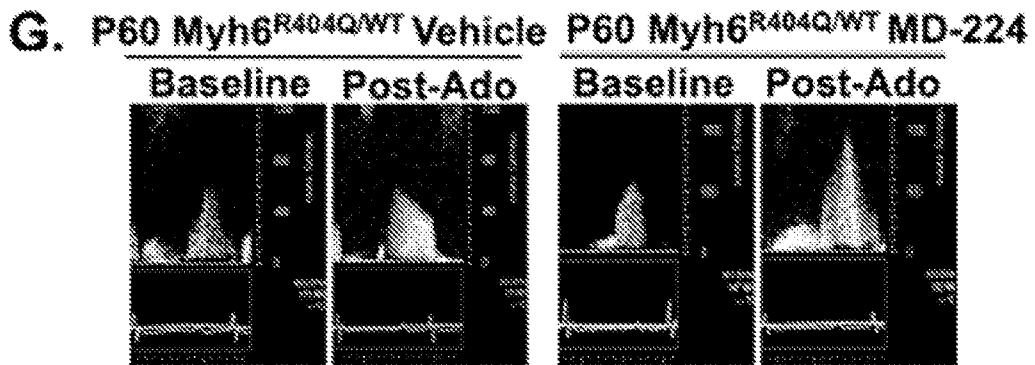 G. P60 Myh6R404Q/WT Vehicle P60 Myh6R404Q/WT MD-224
Baseline Post-Ado Baseline Post-Ado